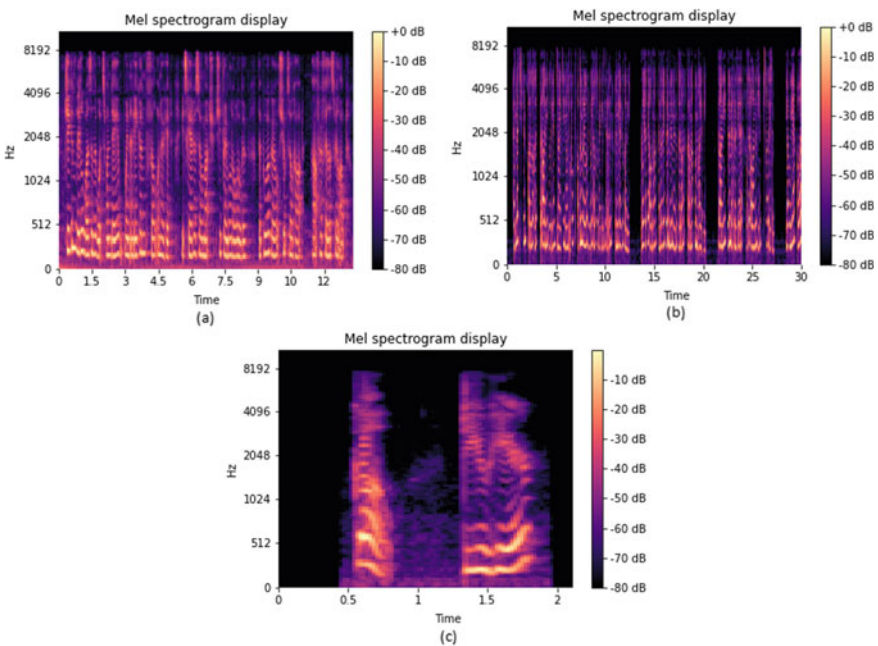 Mel spectrogram display
8192
4096
2048
1024
512
0
Hz
0 1.5 3 4.5 6 7.5 9 10 12
Time
+0 dB
-10 dB
-20 dB
-30 dB
-40 dB
-50 dB
-60 dB
-70 dB
-80 dB
(a)
Mel spectrogram display
8192
4096
2048
1024
512
0
Hz
0 5 10 15 20 25 30
Time
+0 dB
-10 dB
-20 dB
-30 dB
-40 dB
-50 dB
-60 dB
-70 dB
-80 dB
(b)
Mel spectrogram display
8192
4096
2048
1024
512
0
Hz
0 0.5 1 1.5 2
Time
-10 dB
-20 dB
-30 dB
-40 dB
-50 dB
-60 dB
-70 dB
-80 dB
(c)